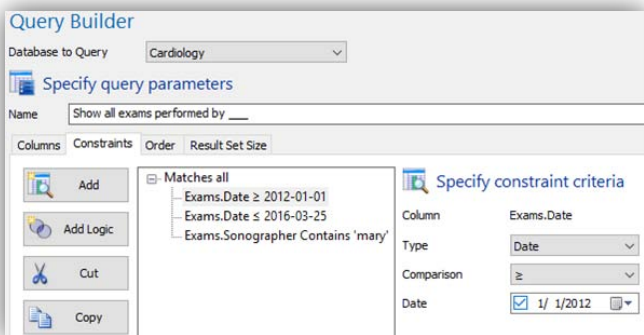 Query Builder
Database to Query Cardiology
Specify query parameters
Name Show all exams performed by ___
Columns Constraints Order Result Set Size
Add
Add Logic
Cut
Copy
Matches all
Exams.Date ≥ 2012-01-01
Exams.Date ≤ 2016-03-25
Exams.Sonographer Contains 'mary'
Specify constraint criteria
Column Exams.Date
Type Date
Comparison ≥
Date 1/ 1/2012